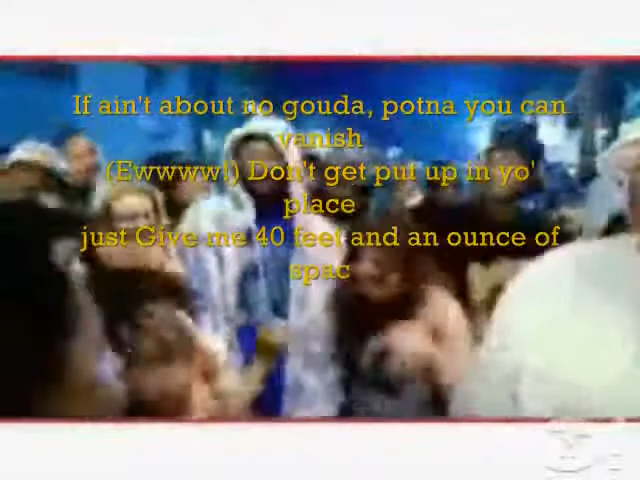 If ain't about no gouda, potna you can
vanish
(Ewwww!) Don't get put up in yo'
place
just Give me 40 feet and an ounce of
spac